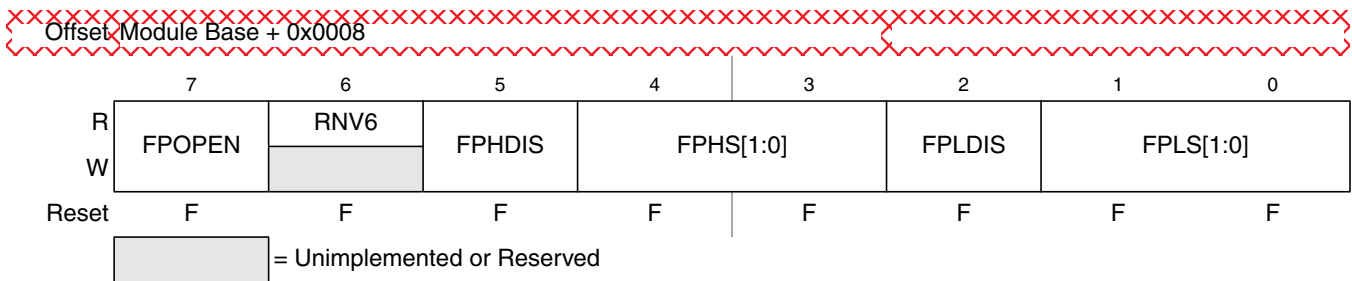 Offset Module Base + 0x0008
7 6 5 4 3 2 1 0
R RNV6
FPOPEN FPHDIS FPHS[1:0] FPLDIS FPLS[1:0]
W
Reset F F F F F F F F
= Unimplemented or Reserved